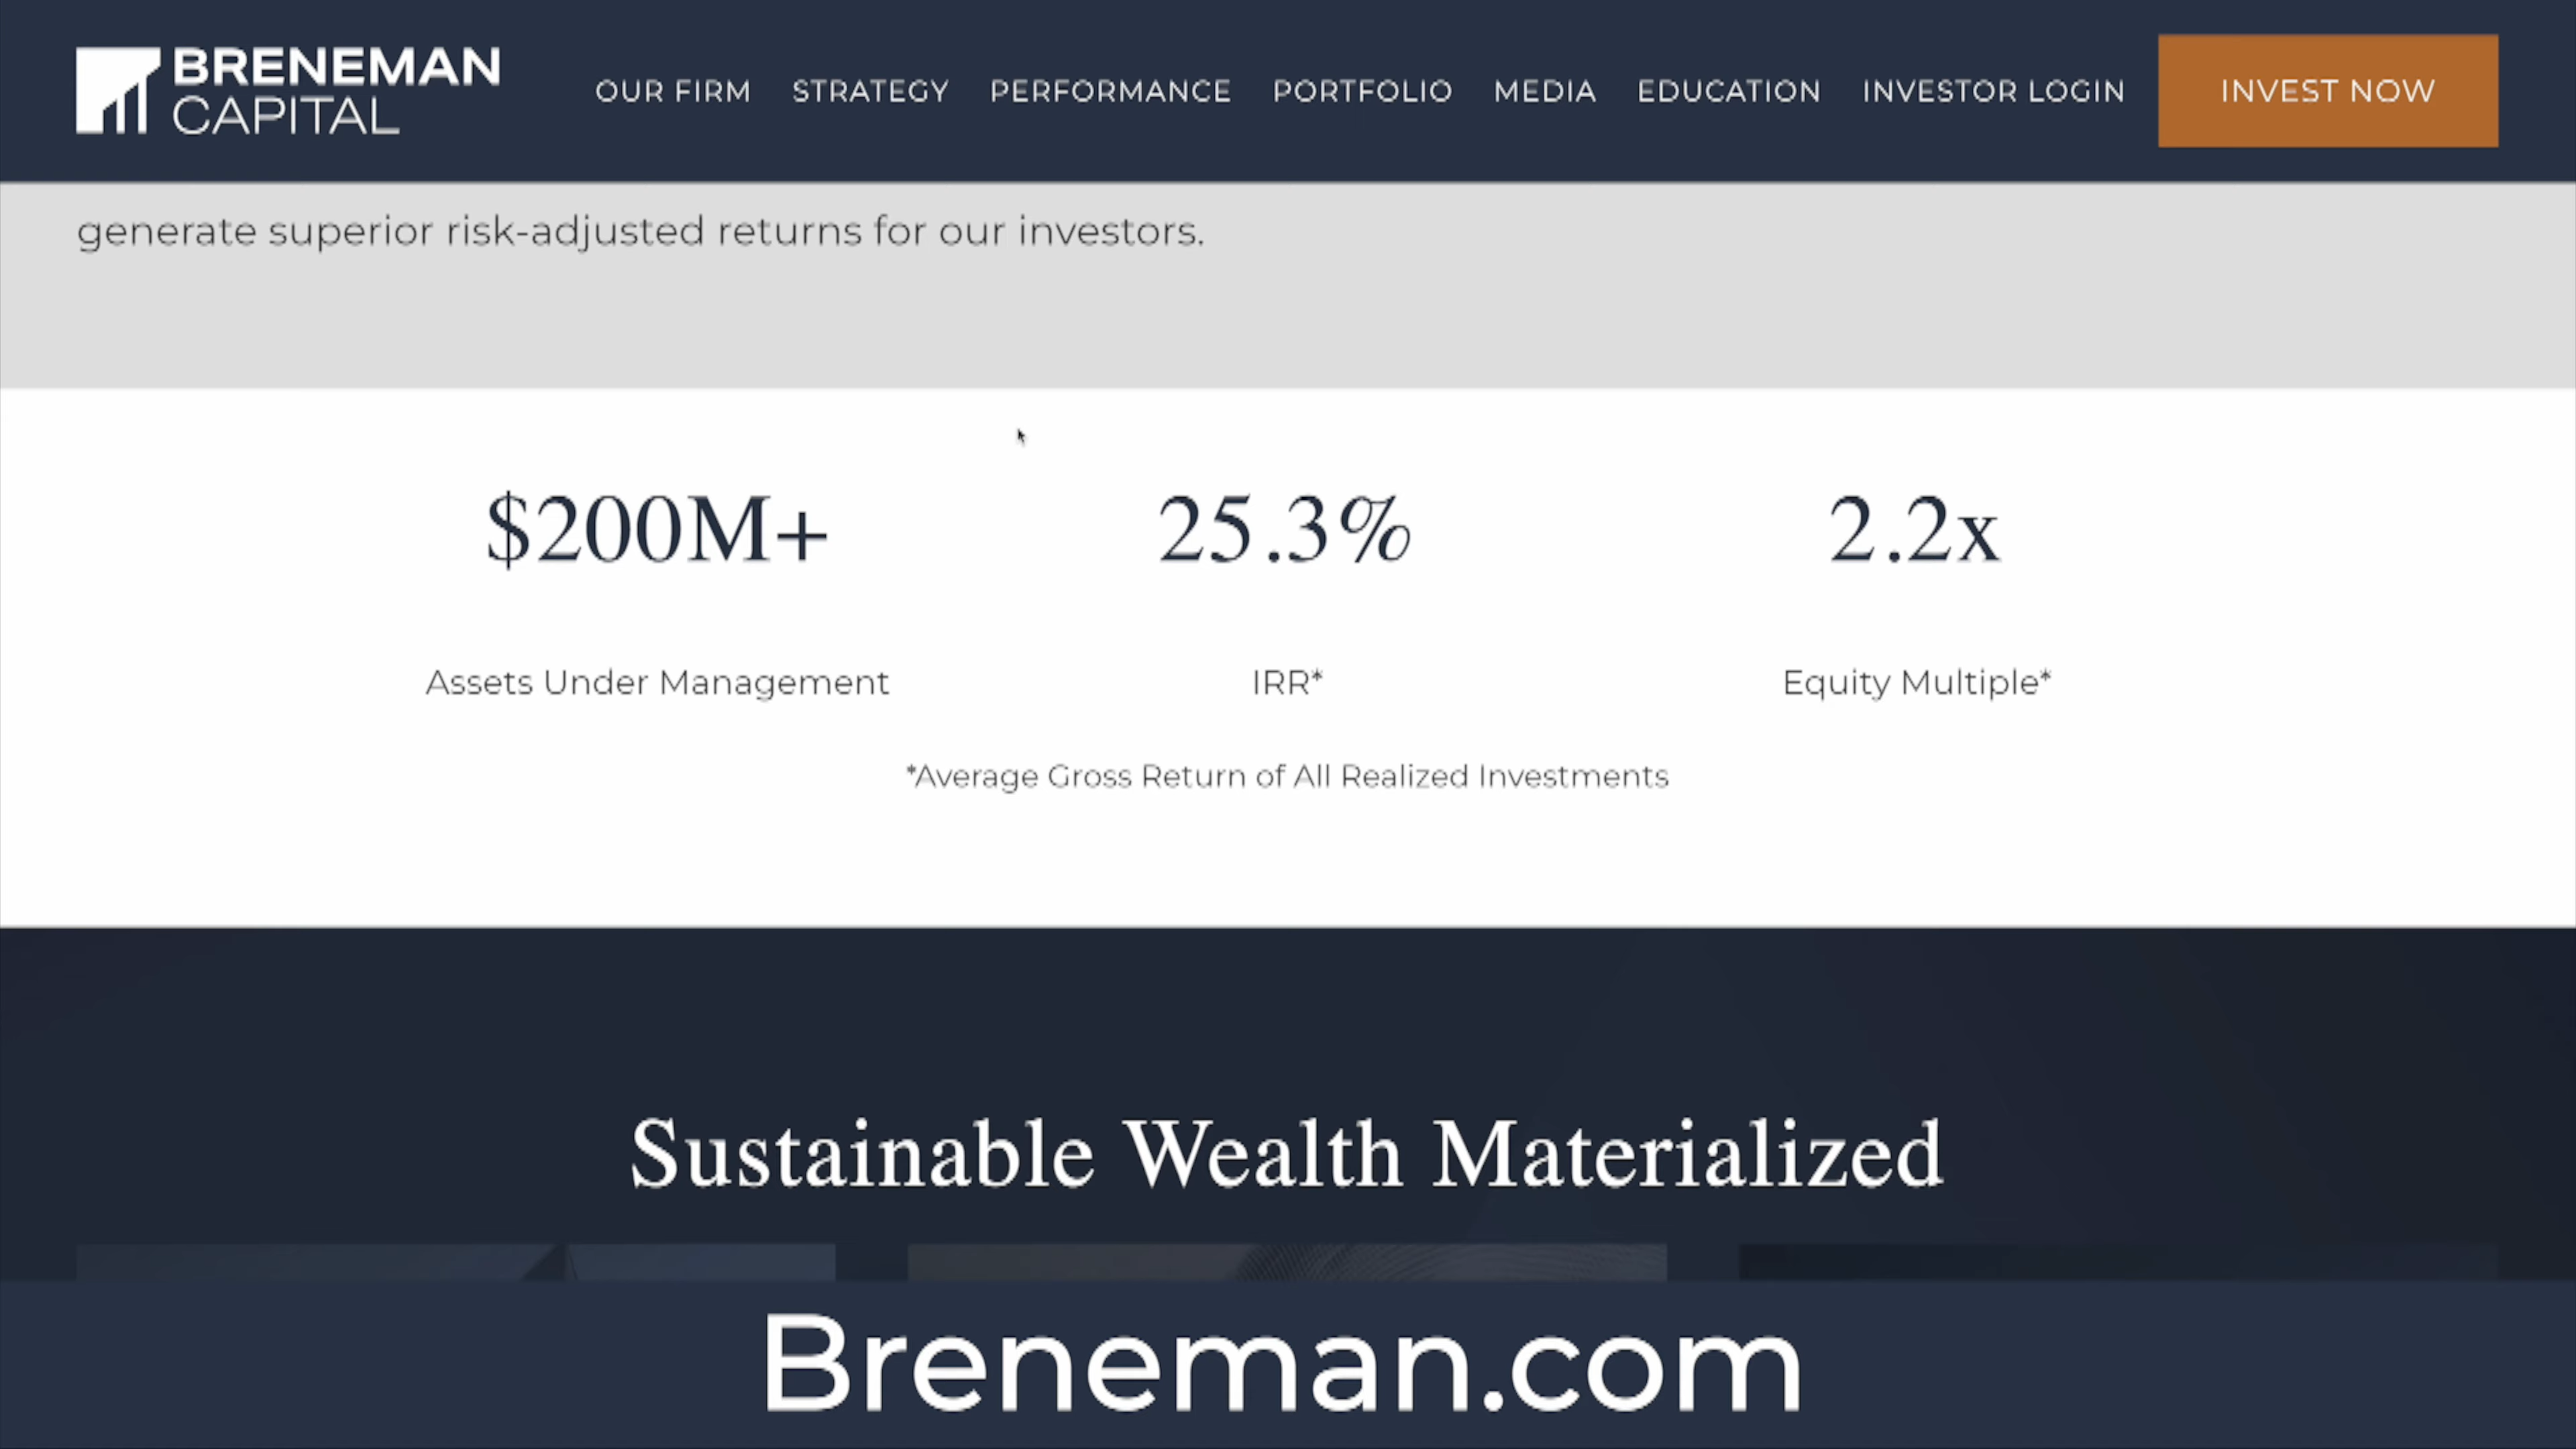 BRENEMAN
CAPITAL
OUR FIRM STRATEGY PERFORMANCE PORTFOLIO MEDIA EDUCATION INVESTOR LOGIN INVEST NOW
generate superior risk-adjusted returns for our investors.
$200M+ 25.3% 2.2x
Assets Under Management IRR* Equity Multiple*
*Average Gross Return of All Realized Investments
Sustainable Wealth Materialized
Breneman.com